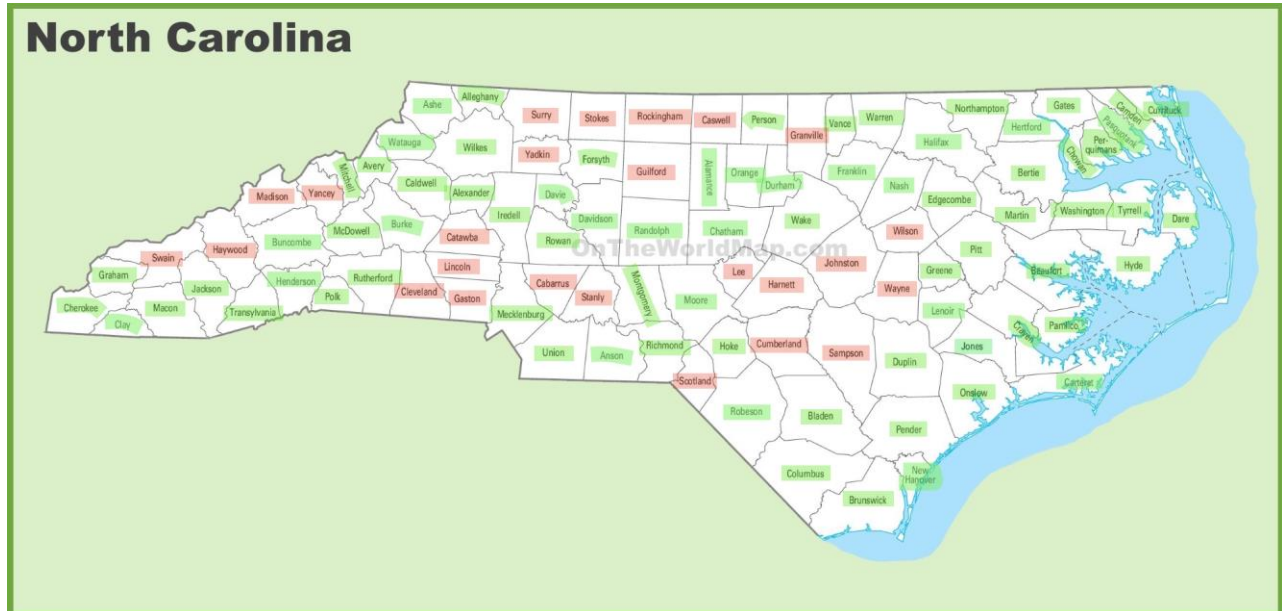 North Carolina
Alleghany
Ashe
Surry
Stokes
Rockingham
Caswell
Person
Granville
Vance
Warren
Northampton
Gates
Camden
Currituck
Pasquotank
Hertford
Halifax
Watauga
Wilkes
Yadkin
Forsyth
Guilford
Alamance
Orange
Durham
Franklin
Nash
Bertie
Chowan
Per-
quimans
Mitchell
Avery
Caldwell
Alexander
Davie
Iredell
Madison
Yancey
Burke
McDowell
Catawba
Rowan
Davidson
Randolph
Chatham
Wake
Edgecombe
Martin
Washington
Tyrrell
Dare
Wilson
OnTheWorldMap.com
Swain
Haywood
Buncombe
Lincoln
Pitt
Greene
Beaufort
Hyde
Graham
Jackson
Henderson
Rutherford
Cleveland
Gaston
Cabarrus
Stanly
Montgomery
Lee
Harnett
Johnston
Wayne
Moore
Lenoir
Craven
Pamlico
Cherokee
Clay
Macon
Transylvania
Polk
Mecklenburg
Union
Anson
Richmond
Hoke
Cumberland
Sampson
Duplin
Jones
Carteret
Onslow
Scotland
Robeson
Bladen
Pender
Columbus
Brunswick
New
Hanover